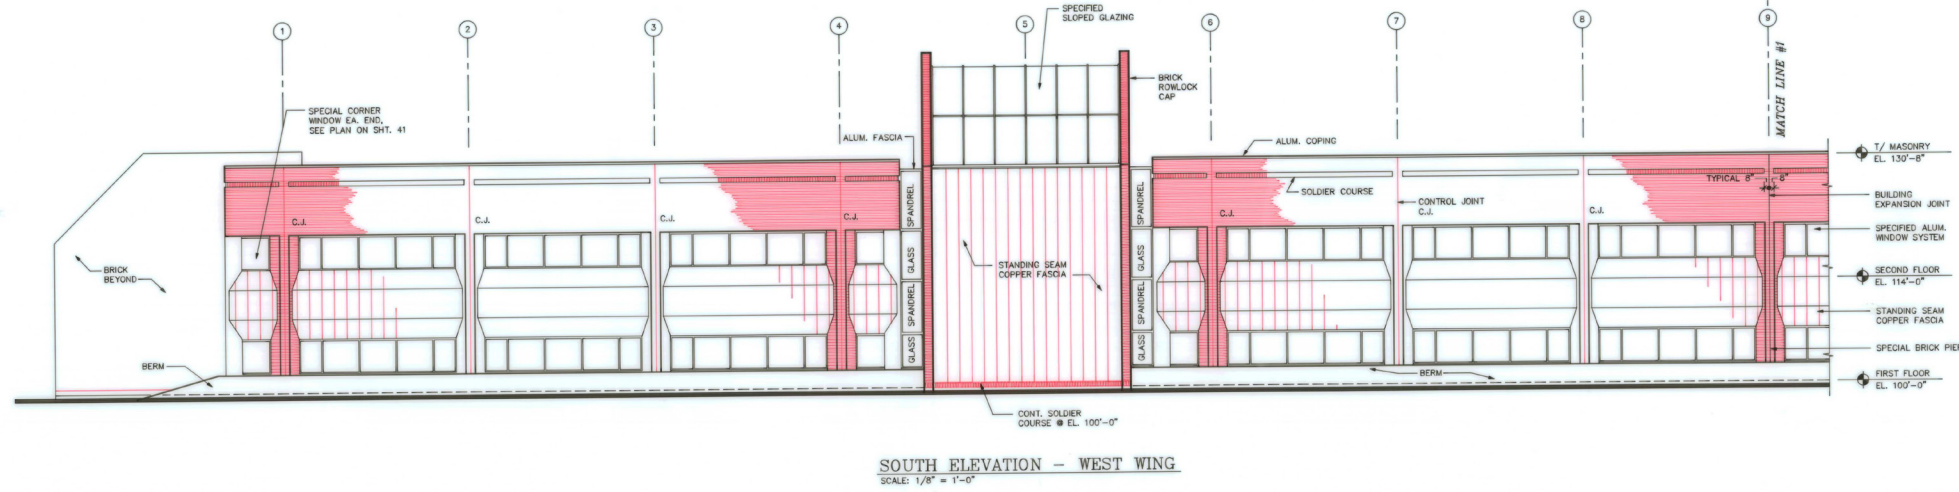 1
2
3
4
5
6
7
8
9
SPECIFIED
SLOPED GLAZING
MATCH LINE #1
BRICK
ROWLOCK
CAP
SPECIAL CORNER
WINDOW EA. END,
SEE PLAN ON SHT. 41
ALUM. FASCIA
ALUM. COPING
T/ MASONRY
EL. 130'-8"
TYPICAL 8"
8"
SOLDIER COURSE
BUILDING
EXPANSION JOINT
CONTROL JOINT
C.J.
C.J.
C.J.
C.J.
C.J.
C.J.
C.J.
SPANDREL
GLASS
SPANDREL
GLASS
SPANDREL
GLASS
SPANDREL
GLASS
SPECIFIED ALUM.
WINDOW SYSTEM
STANDING SEAM
COPPER FASCIA
BRICK
BEYOND
SECOND FLOOR
EL. 114'-0"
STANDING SEAM
COPPER FASCIA
SPECIAL BRICK PIE
BERM
BERM
FIRST FLOOR
EL. 100'-0"
CONT. SOLDIER
COURSE @ EL. 100'-0"
SOUTH ELEVATION - WEST WING
SCALE: 1/8" = 1'-0"